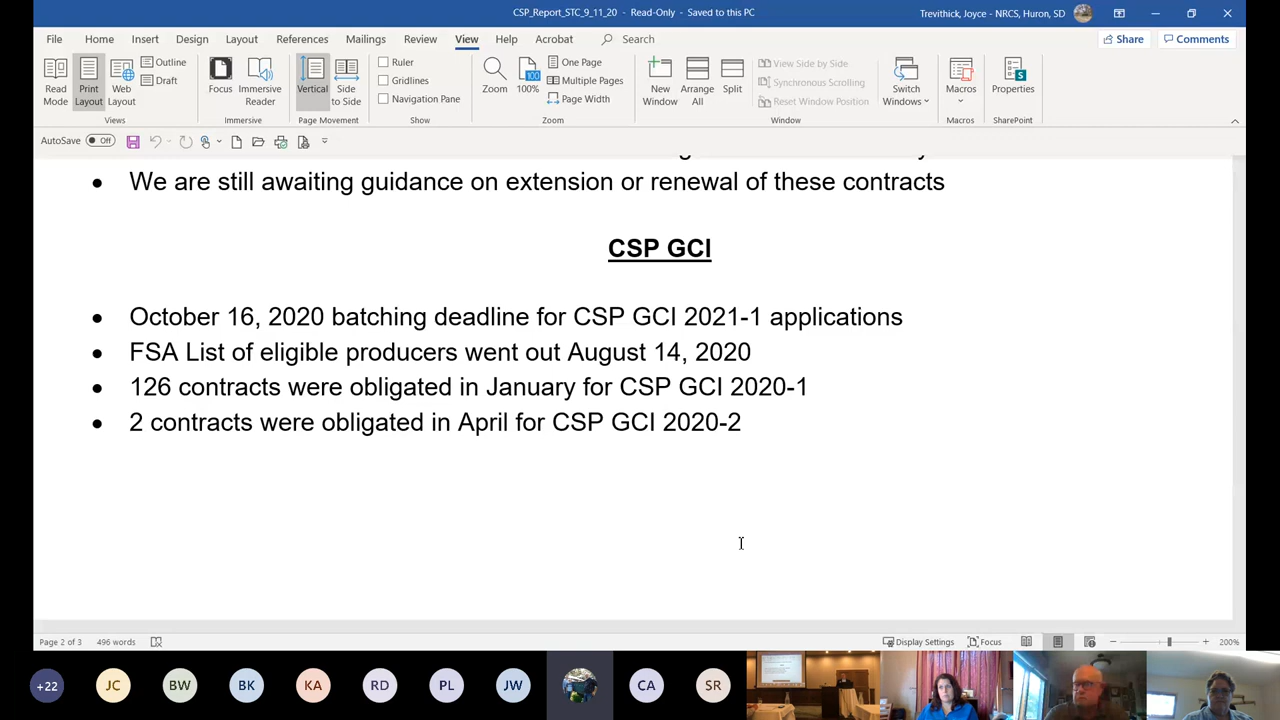 CSP_Report_STC_9_11_20 - Read-Only - Saved to this PC
Trevithick, Joyce - NRCS, Huron, SD
File Home Insert Design Layout References Mailings Review View Help Acrobat Search
Share Comments
Read Mode
Print Layout
Web Layout
Outline
Draft
Views
Focus
Immersive Reader
Immersive
Vertical
Side to Side
Page Movement
Ruler
Gridlines
Navigation Pane
Show
Zoom
100
100%
One Page
Multiple Pages
Page Width
Zoom
New Window
Arrange All
Split
View Side by Side
Synchronous Scrolling
Reset Window Position
Window
Switch Windows
Macros
Macros
Properties
SharePoint
AutoSave Off
• We are still awaiting guidance on extension or renewal of these contracts
CSP GCI
• October 16, 2020 batching deadline for CSP GCI 2021-1 applications
• FSA List of eligible producers went out August 14, 2020
• 126 contracts were obligated in January for CSP GCI 2020-1
• 2 contracts were obligated in April for CSP GCI 2020-2
Page 2 of 3 496 words
Display Settings Focus 200%
+22 JC BW BK KA RD PL JW CA SR